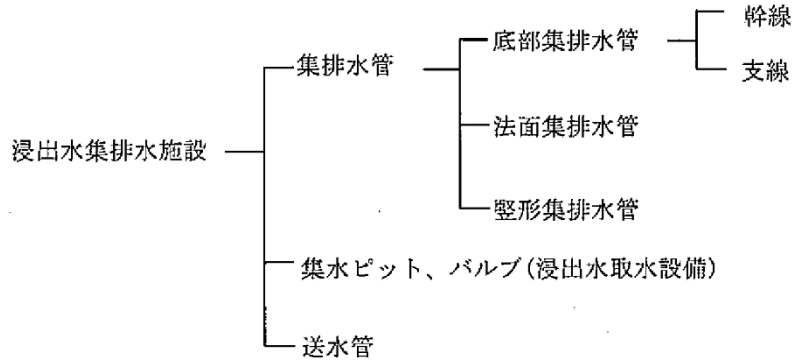 幹線
底部集排水管
集排水管
支線
法面集排水管
浸出水集排水施設
竪形集排水管
集水ピット、バルブ(浸出水取水設備)
送水管